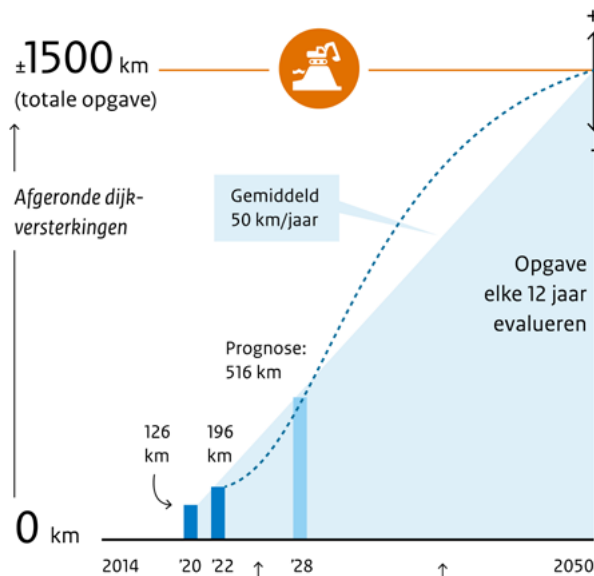 +
±1500 km
(totale opgave)
Afgeronde dijk-
versterkingen
Gemiddeld
50 km/jaar
Opgave
elke 12 jaar
evalueren
Prognose:
516 km
126
km
196
km
0 km
2014 '20 '22 '28 2050